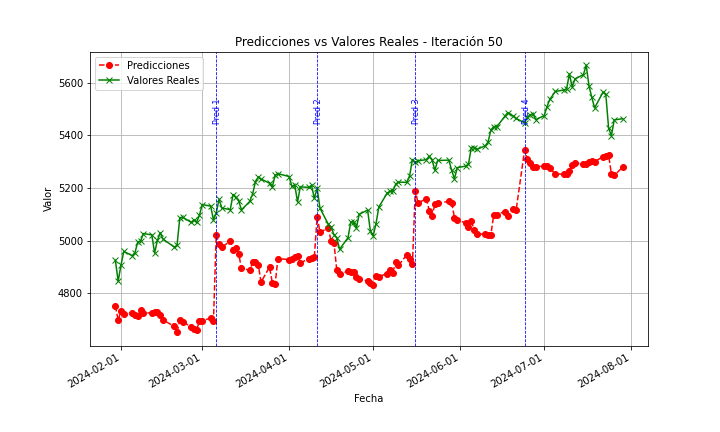 Predicciones vs Valores Reales - Iteración 50
Predicciones
Valores Reales
Pred 1
Pred 2
Pred 3
Pred 4
Valor
5600
5400
5200
5000
4800
2024-02-01
2024-03-01
2024-04-01
2024-05-01
2024-06-01
2024-07-01
2024-08-01
Fecha